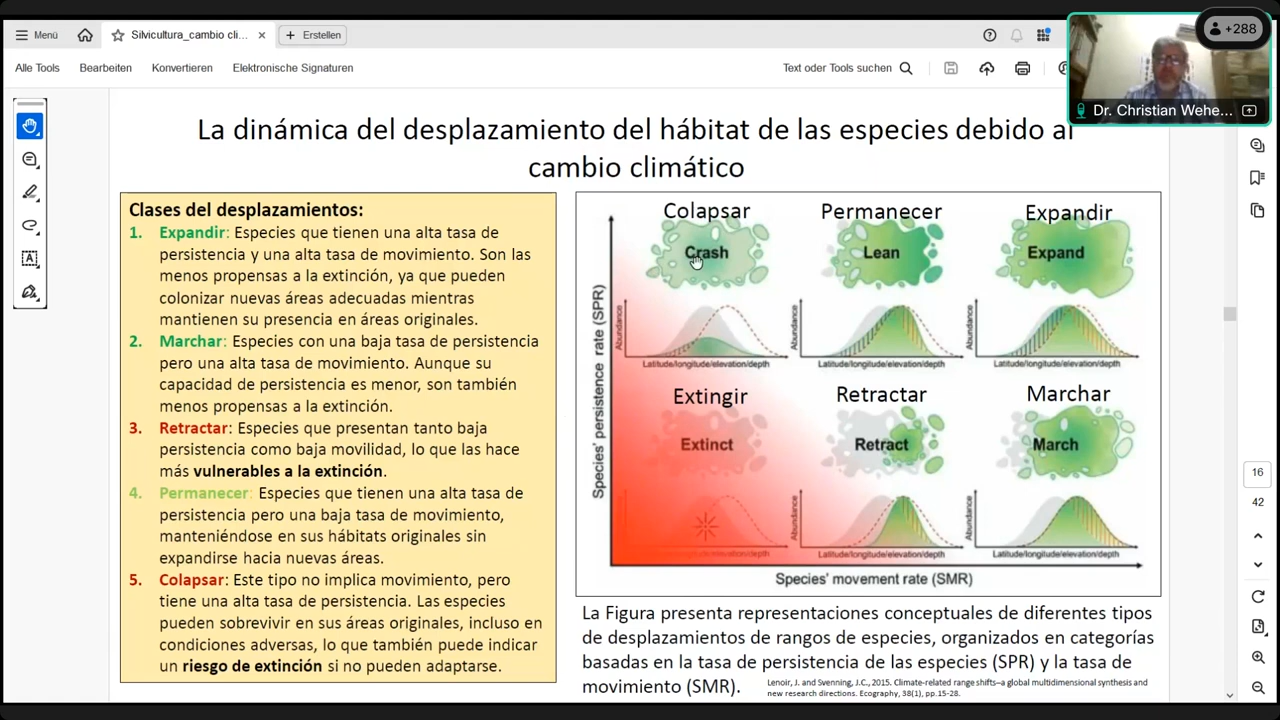 Menú
Silvicultura_cambio cli...
Erstellen
+288
Alle Tools
Bearbeiten
Konvertieren
Elektronische Signaturen
Text oder Tools suchen
Dr. Christian Wehe...
La dinámica del desplazamiento del hábitat de las especies debido al
cambio climático
Clases del desplazamientos:
1. Expandir: Especies que tienen una alta tasa de
persistencia y una alta tasa de movimiento. Son las
menos propensas a la extinción, ya que pueden
colonizar nuevas áreas adecuadas mientras
mantienen su presencia en áreas originales.
2. Marchar: Especies con una baja tasa de persistencia
pero una alta tasa de movimiento. Aunque su
capacidad de persistencia es menor, son también
menos propensas a la extinción.
3. Retractar: Especies que presentan tanto baja
persistencia como baja movilidad, lo que las hace
más vulnerables a la extinción.
4. Permanecer: Especies que tienen una alta tasa de
persistencia pero una baja tasa de movimiento,
manteniéndose en sus hábitats originales sin
expandirse hacia nuevas áreas.
5. Colapsar: Este tipo no implica movimiento, pero
tiene una alta tasa de persistencia. Las especies
pueden sobrevivir en sus áreas originales, incluso en
condiciones adversas, lo que también puede indicar
un riesgo de extinción si no pueden adaptarse.
Species' persistence rate (SPR)
Colapsar
Permanecer
Expandir
Crash
Lean
Expand
Abundance
Abundance
Abundance
Latitude/longitude/elevation/depth
Latitude/longitude/elevation/depth
Latitude/longitude/elevation/depth
Extingir
Retractar
Marchar
Extinct
Retract
March
Abundance
Abundance
Latitude/longitude/elevation/depth
Latitude/longitude/elevation/depth
Species' movement rate (SMR)
La Figura presenta representaciones conceptuales de diferentes tipos
de desplazamientos de rangos de especies, organizados en categorías
basadas en la tasa de persistencia de las especies (SPR) y la tasa de
movimiento (SMR).
Lenoir, J. and Svenning, J.C., 2015. Climate-related range shifts–a global multidimensional synthesis and
new research directions. Ecography, 38(1), pp.15-28.
16
42